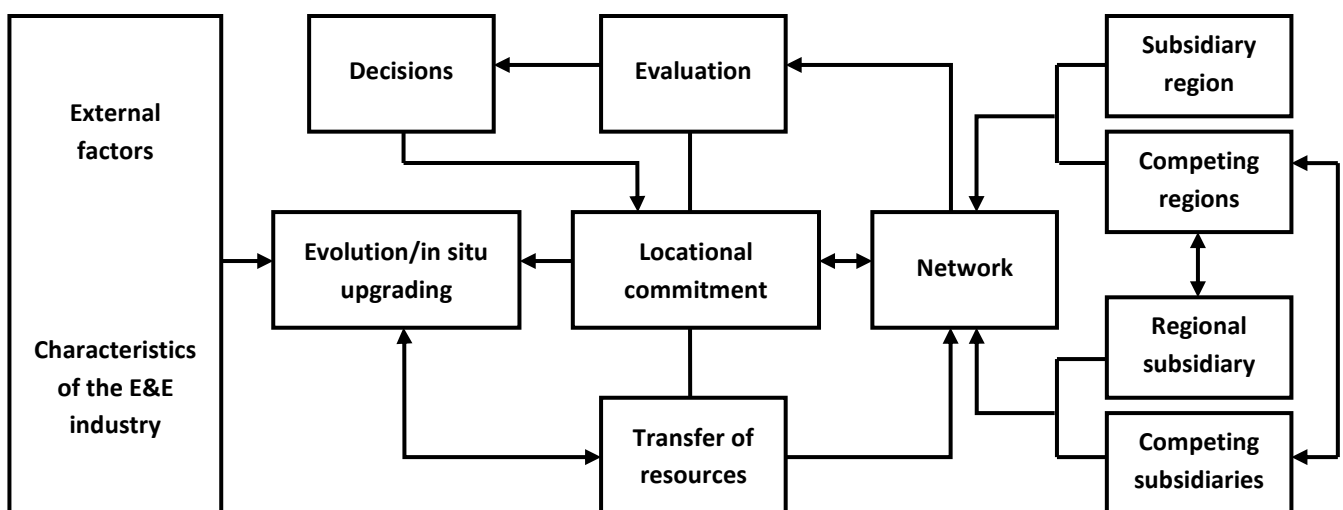 External
factors
Characteristics
of the E&E
industry
Decisions
Evaluation
Evolution/in situ
upgrading
Locational
commitment
Transfer of
resources
Network
Subsidiary
region
Competing
regions
Regional
subsidiary
Competing
subsidiaries